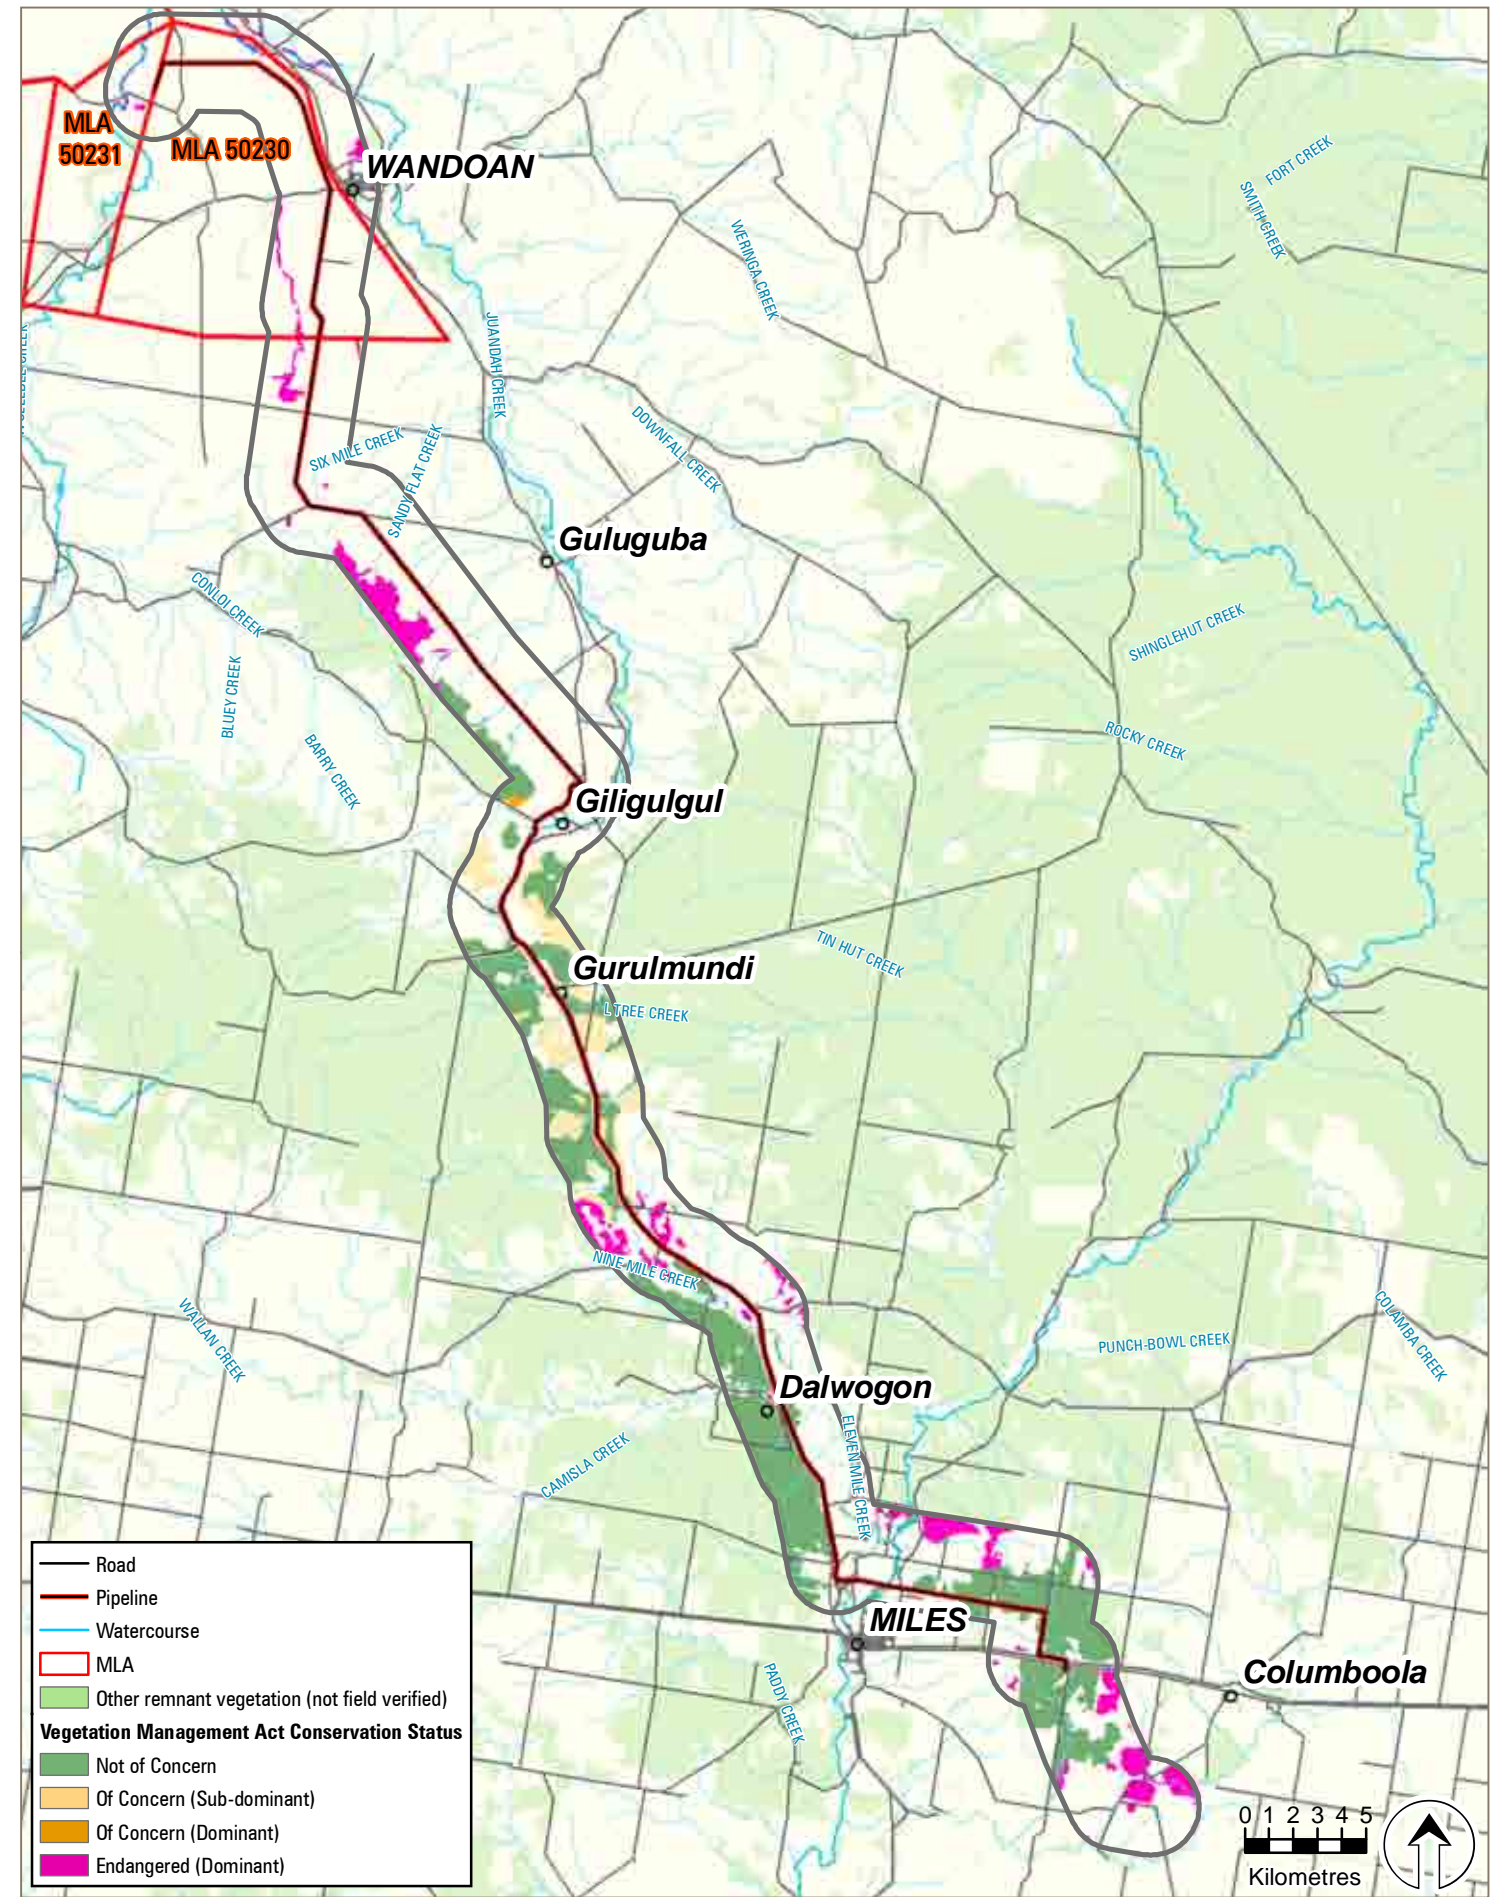 MLA
50231
MLA 50230
WANDOAN
FORT CREEK
SMITH CREEK
WERINGA CREEK
JUANDAH CREEK
DOWNFALL CREEK
SIX MILE CREEK
SANDY FLAT CREEK
Guluguba
CONLOI CREEK
SHINGLEHUT CREEK
BLUEY CREEK
ROCKY CREEK
BARRY CREEK
Giligulgul
TIN HUT CREEK
Gurulmundi
L TREE CREEK
NINE MILE CREEK
WALLAN CREEK
COLAMBA CREEK
PUNCH-BOWL CREEK
Dalwogon
ELEVEN MILE CREEK
CAMISLA CREEK
MILES
PADDY CREEK
Columboola
Road
Pipeline
Watercourse
MLA
Other remnant vegetation (not field verified)
Vegetation Management Act Conservation Status
Not of Concern
Of Concern (Sub-dominant)
Of Concern (Dominant)
Endangered (Dominant)
0 1 2 3 4 5
Kilometres